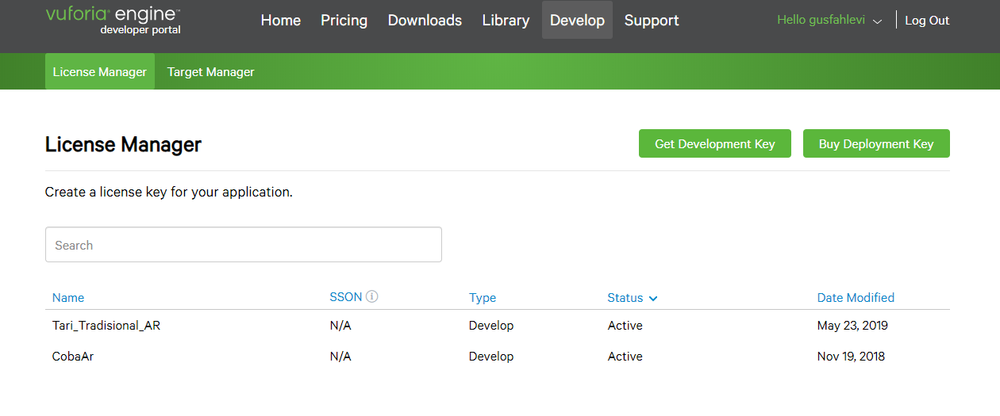 vuforia® engine™
developer portal
Home Pricing Downloads Library Develop Support
Hello gusfahlevi
Log Out
License Manager Target Manager
License Manager
Get Development Key Buy Deployment Key
Create a license key for your application.
Search
Name SSON Type Status Date Modified
Tari_Tradisional_AR N/A Develop Active May 23, 2019
CobaAr N/A Develop Active Nov 19, 2018